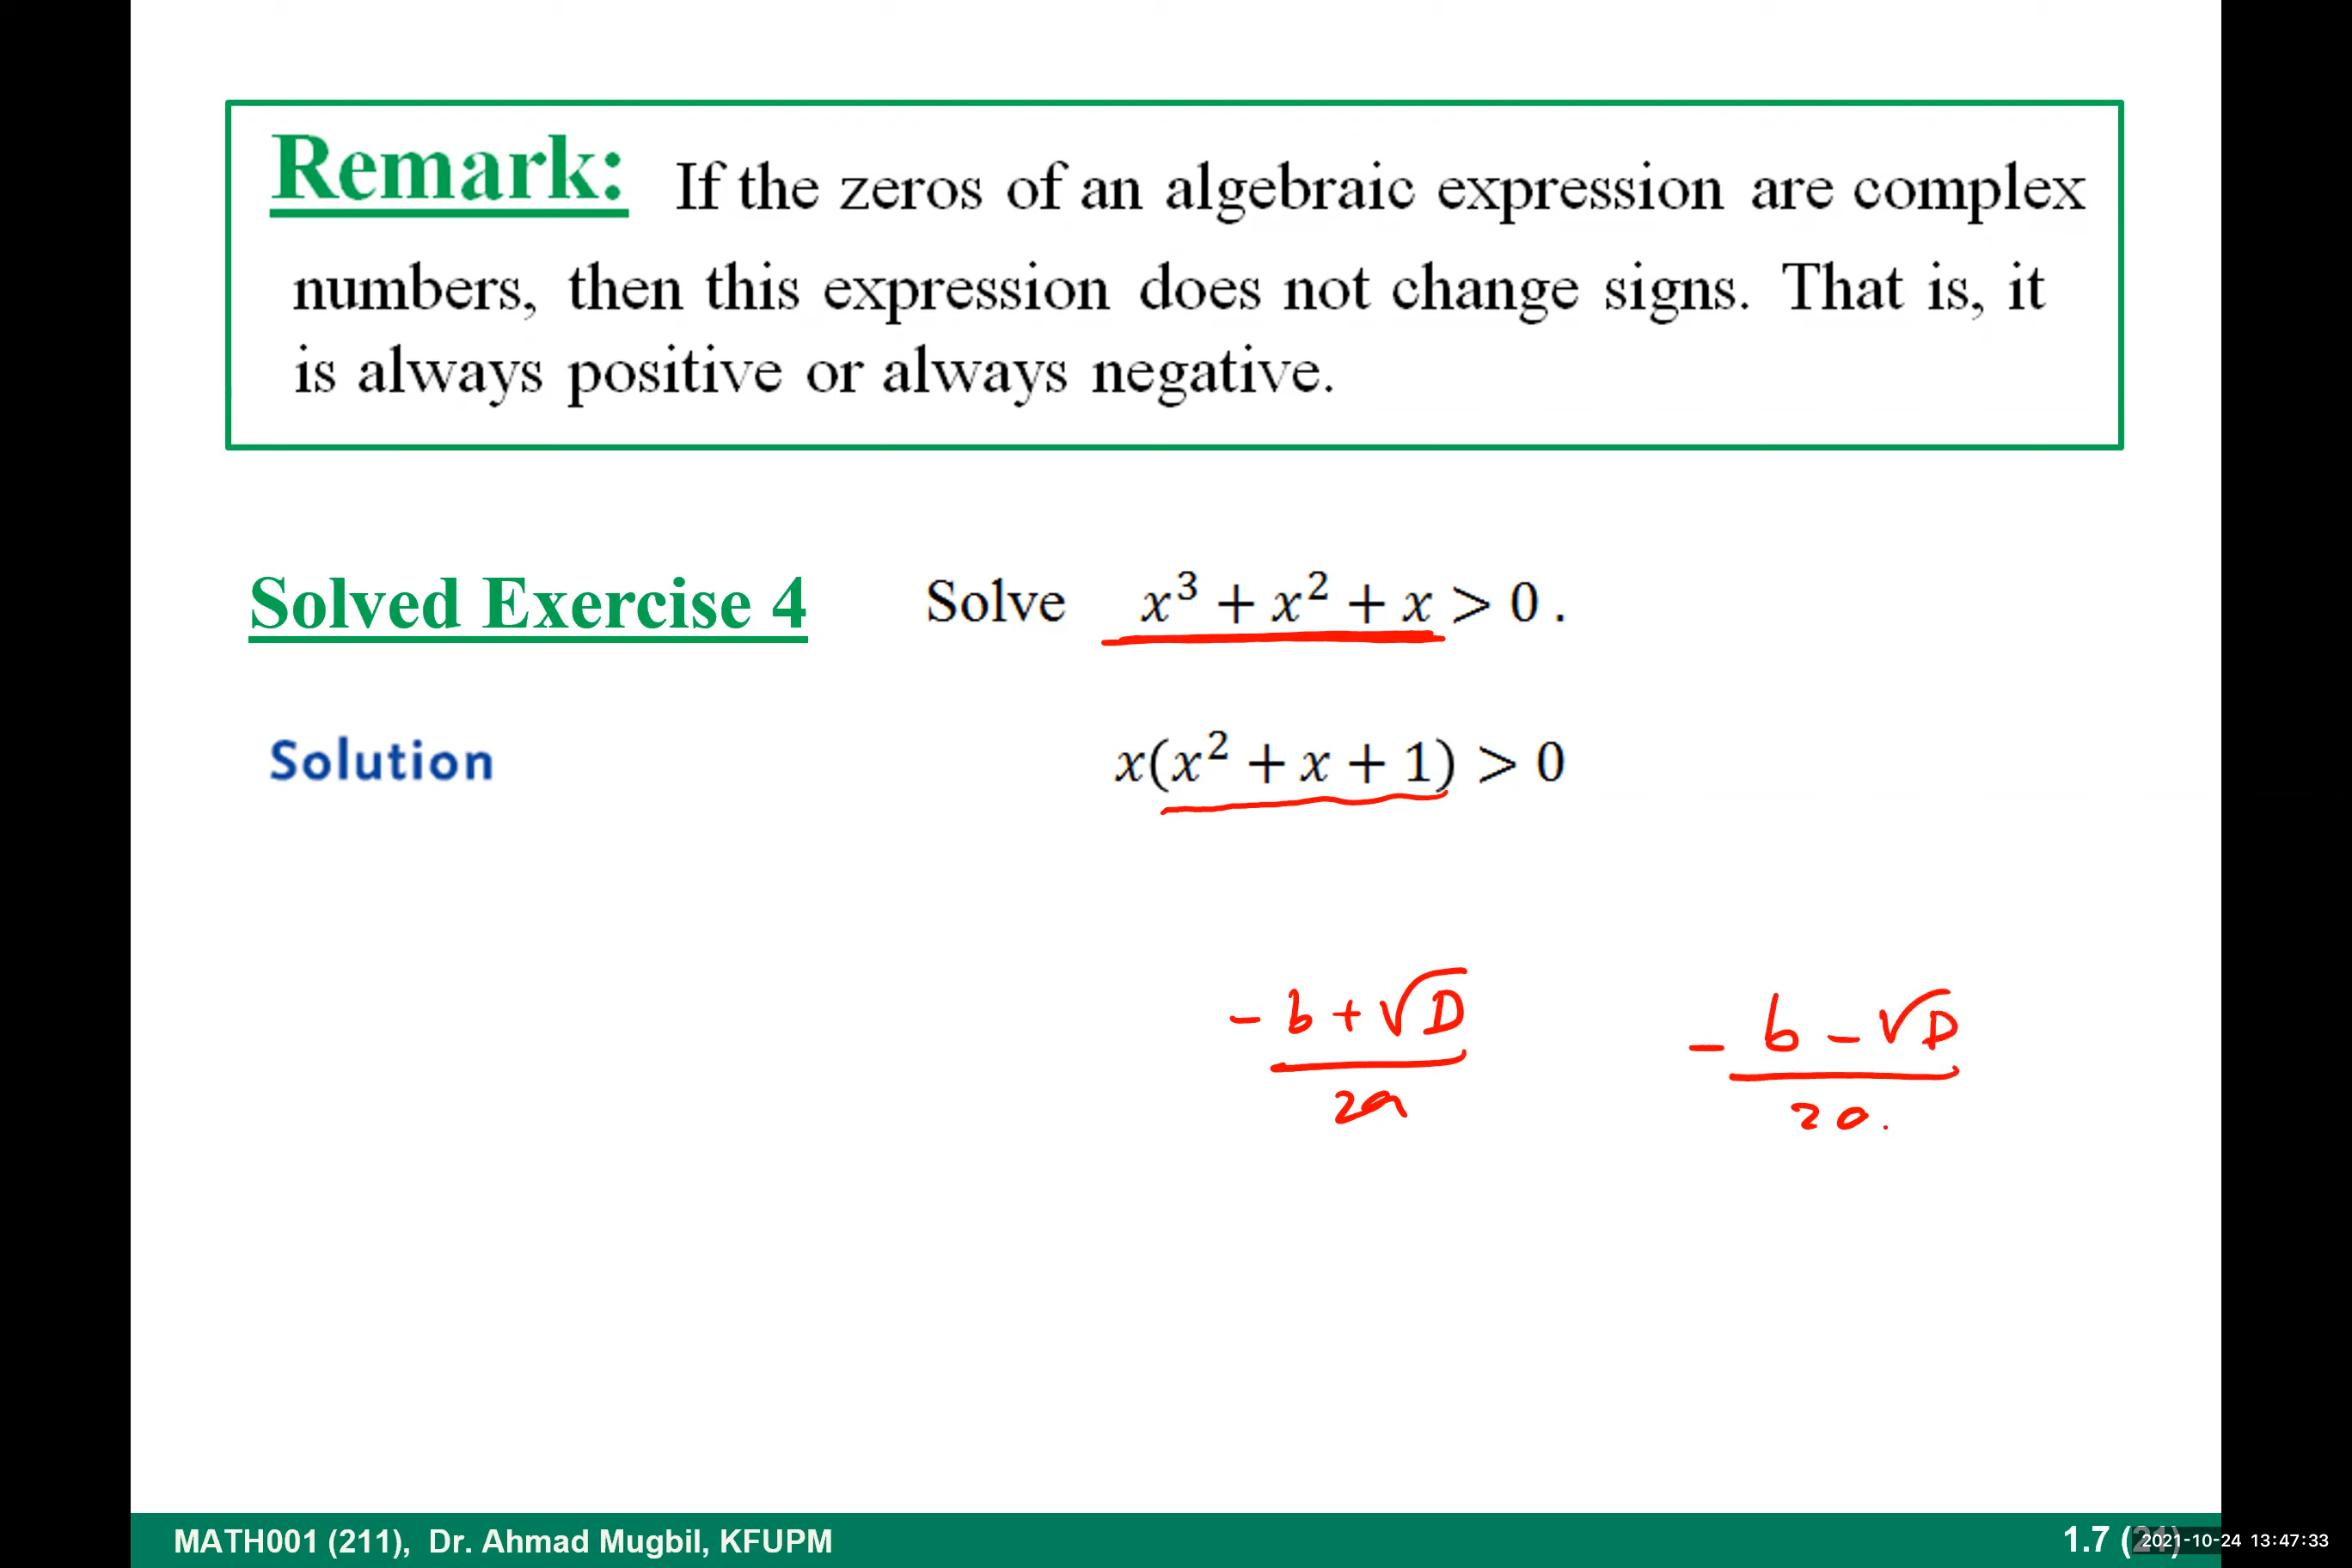 Remark: If the zeros of an algebraic expression are complex
numbers, then this expression does not change signs. That is, it
is always positive or always negative.
Solved Exercise 4 Solve x³ + x² + x > 0 .
Solution x(x² + x + 1) > 0
-b + √D / 2a
-b - √D / 2a.
MATH001 (211), Dr. Ahmad Mugbil, KFUPM
1.7 (21)
2021-10-24 13:47:33